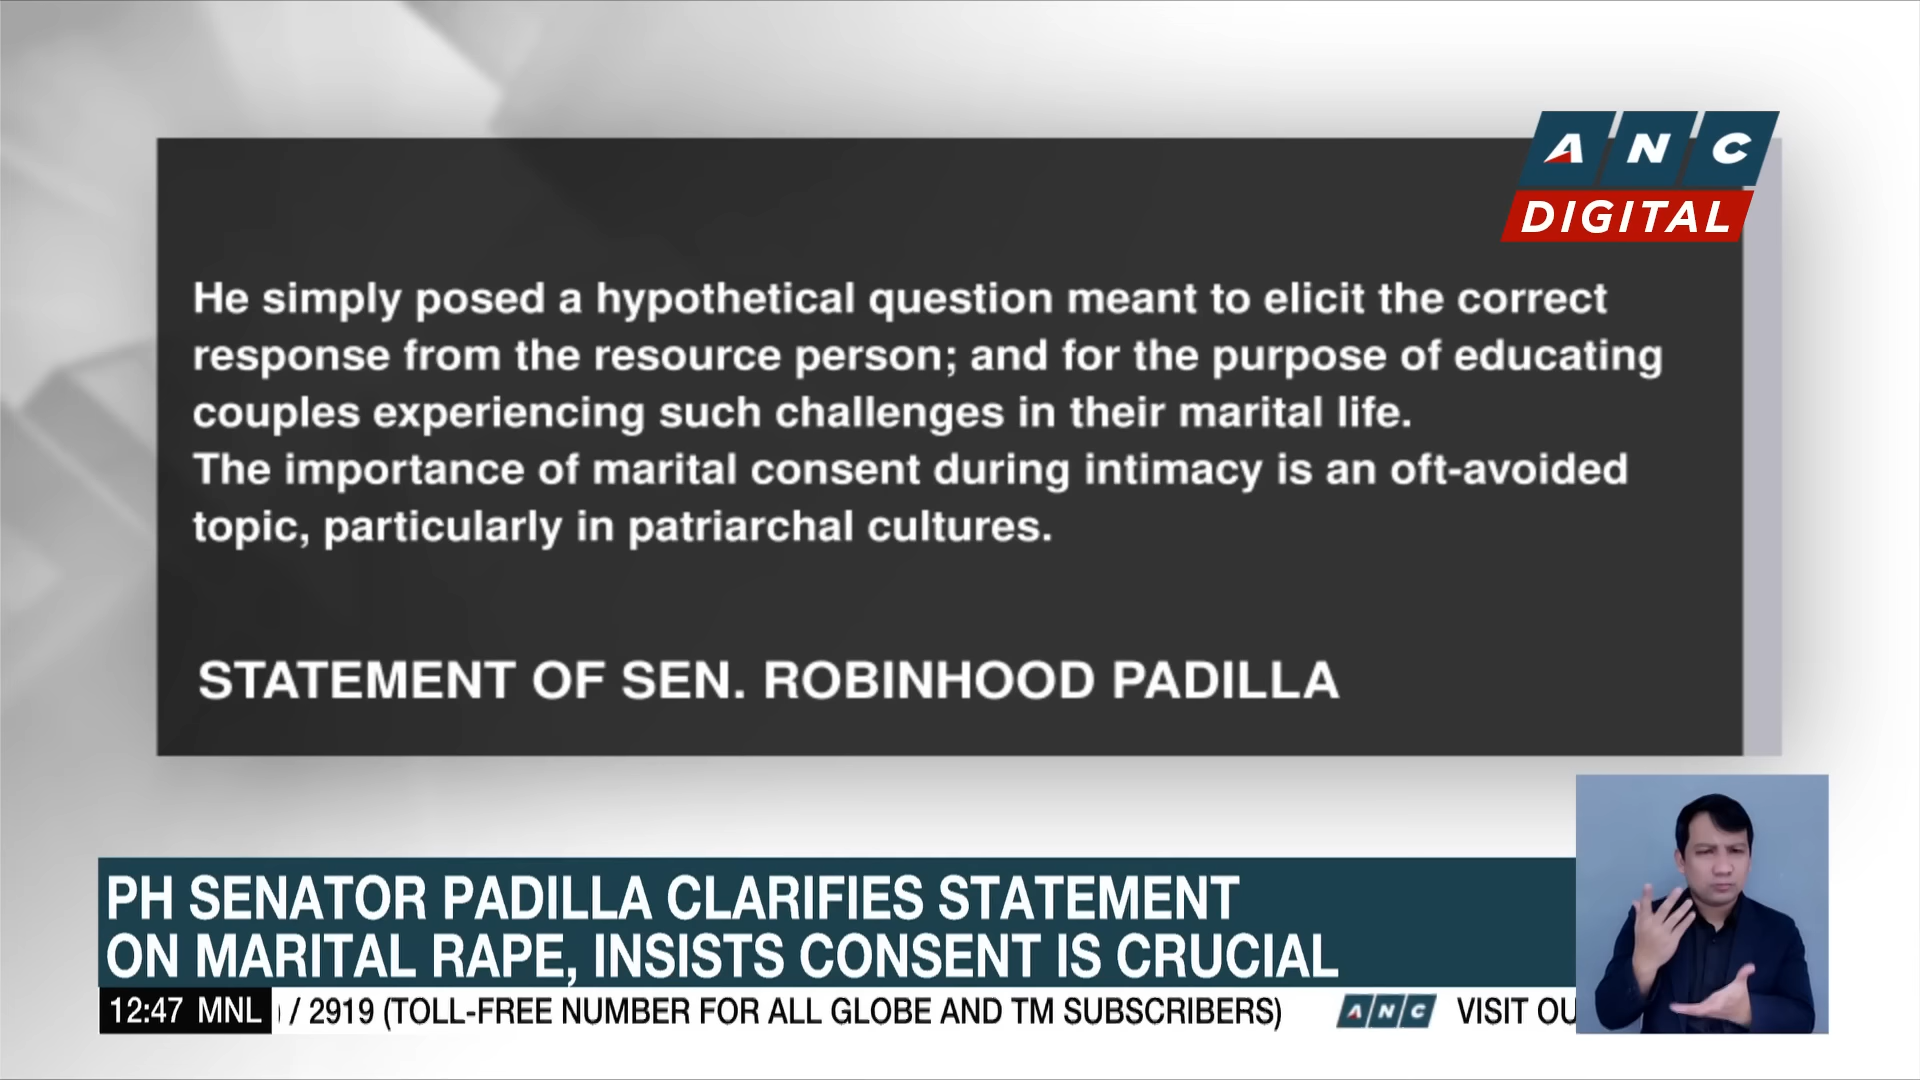 ANC
DIGITAL
He simply posed a hypothetical question meant to elicit the correct
response from the resource person; and for the purpose of educating
couples experiencing such challenges in their marital life.
The importance of marital consent during intimacy is an oft-avoided
topic, particularly in patriarchal cultures.
STATEMENT OF SEN. ROBINHOOD PADILLA
PH SENATOR PADILLA CLARIFIES STATEMENT
ON MARITAL RAPE, INSISTS CONSENT IS CRUCIAL
12:47 MNL / 2919 (TOLL-FREE NUMBER FOR ALL GLOBE AND TM SUBSCRIBERS) ANC VISIT OU